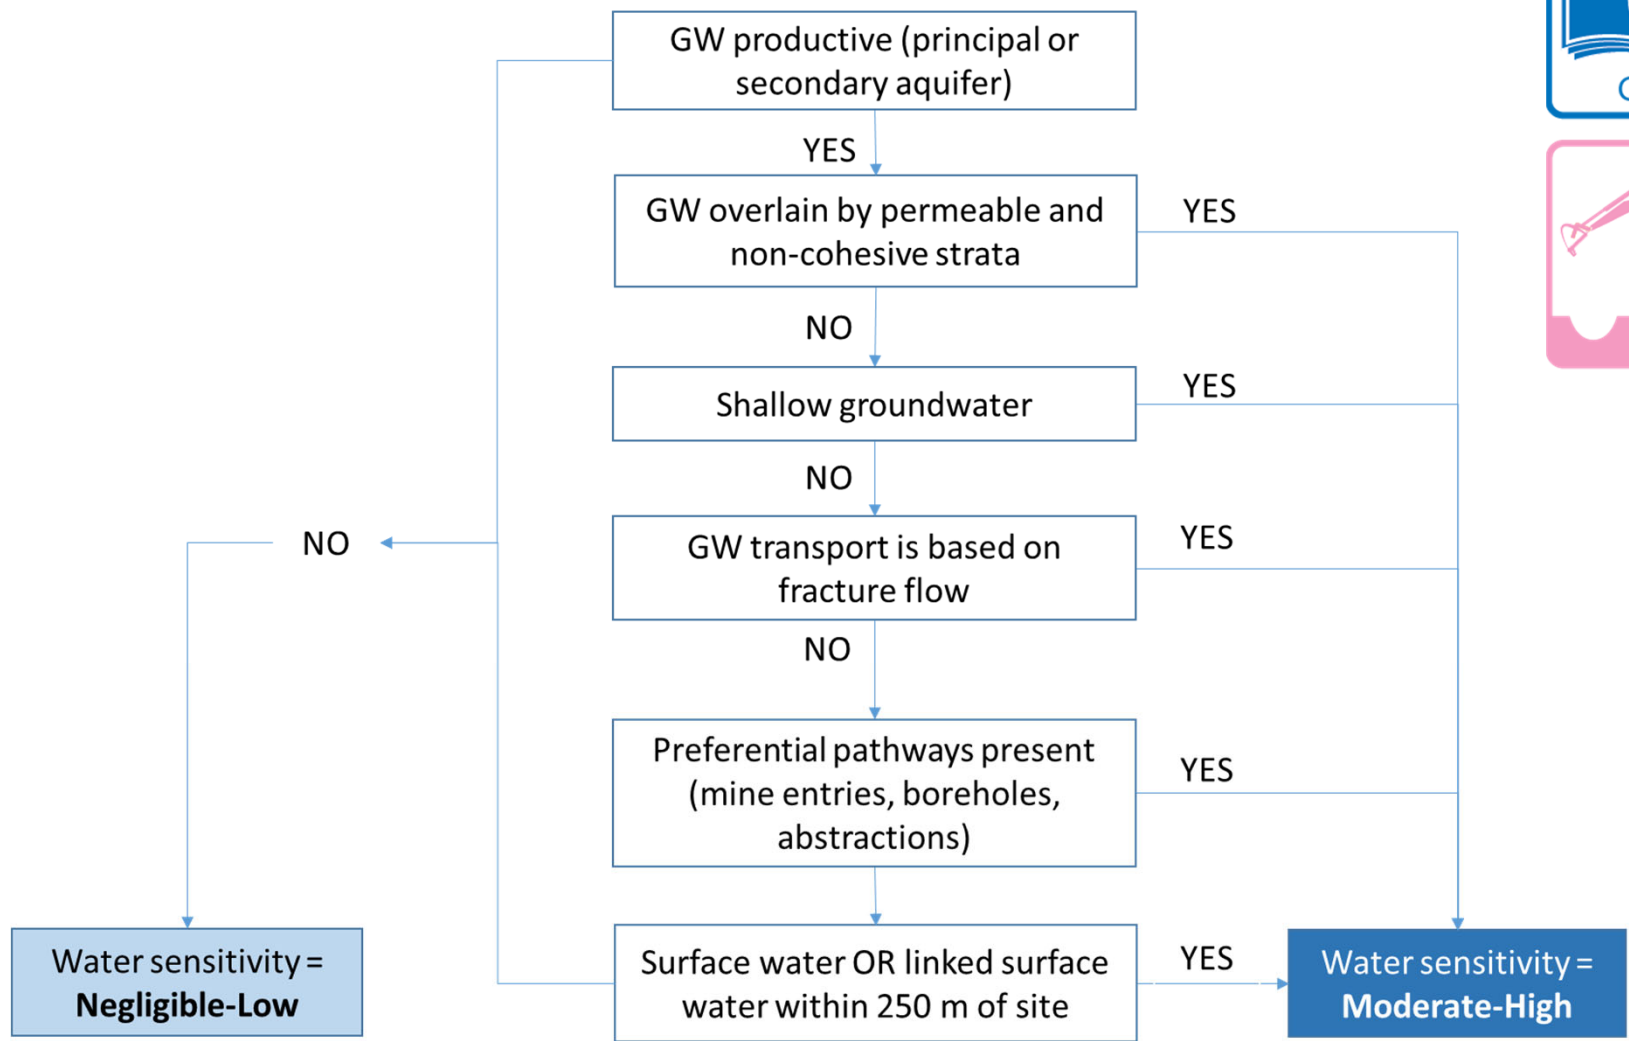 GW productive (principal or
secondary aquifer)
YES
GW overlain by permeable and
non-cohesive strata
YES
NO
Shallow groundwater
YES
NO
GW transport is based on
fracture flow
YES
NO
NO
Preferential pathways present
(mine entries, boreholes,
abstractions)
YES
Surface water OR linked surface
water within 250 m of site
YES
Water sensitivity =
Negligible-Low
Water sensitivity =
Moderate-High